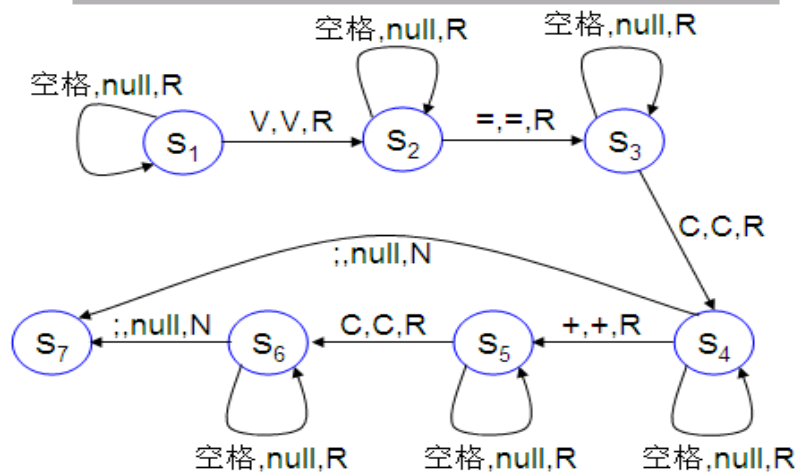 空格,null,R
空格,null,R
空格,null,R
S1
V,V,R
S2
=,=,R
S3
C,C,R
;,null,N
S7
;,null,N
S6
C,C,R
S5
+,+,R
S4
空格,null,R
空格,null,R
空格,null,R